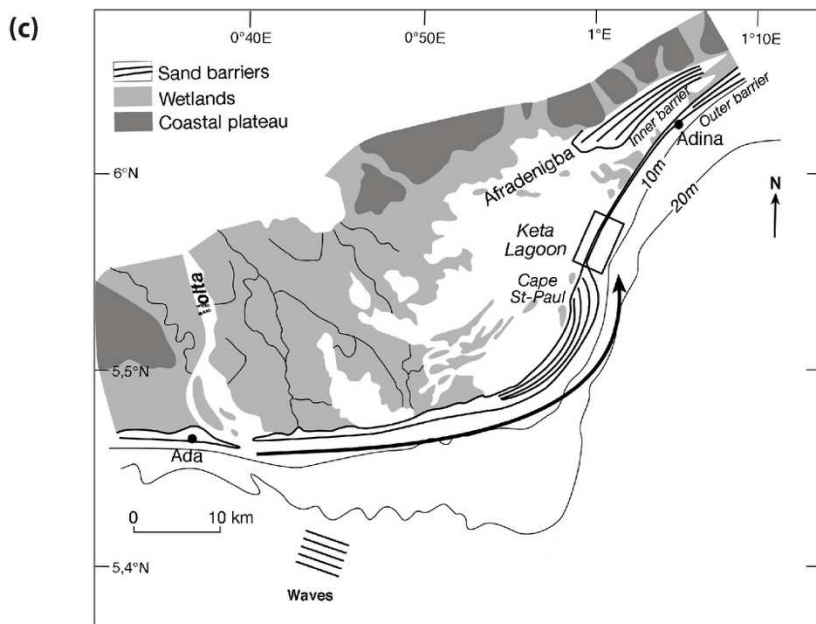 (c)
0°40E
0°50E
1°E
1°10E
Sand barriers
Wetlands
Coastal plateau
Inner barrier
Outer barrier
Adina
Afradenigba
6°N
10m
20m
N
Keta
Lagoon
Cape
St-Paul
5,5°N
Ada
0
10 km
5,4°N
Waves